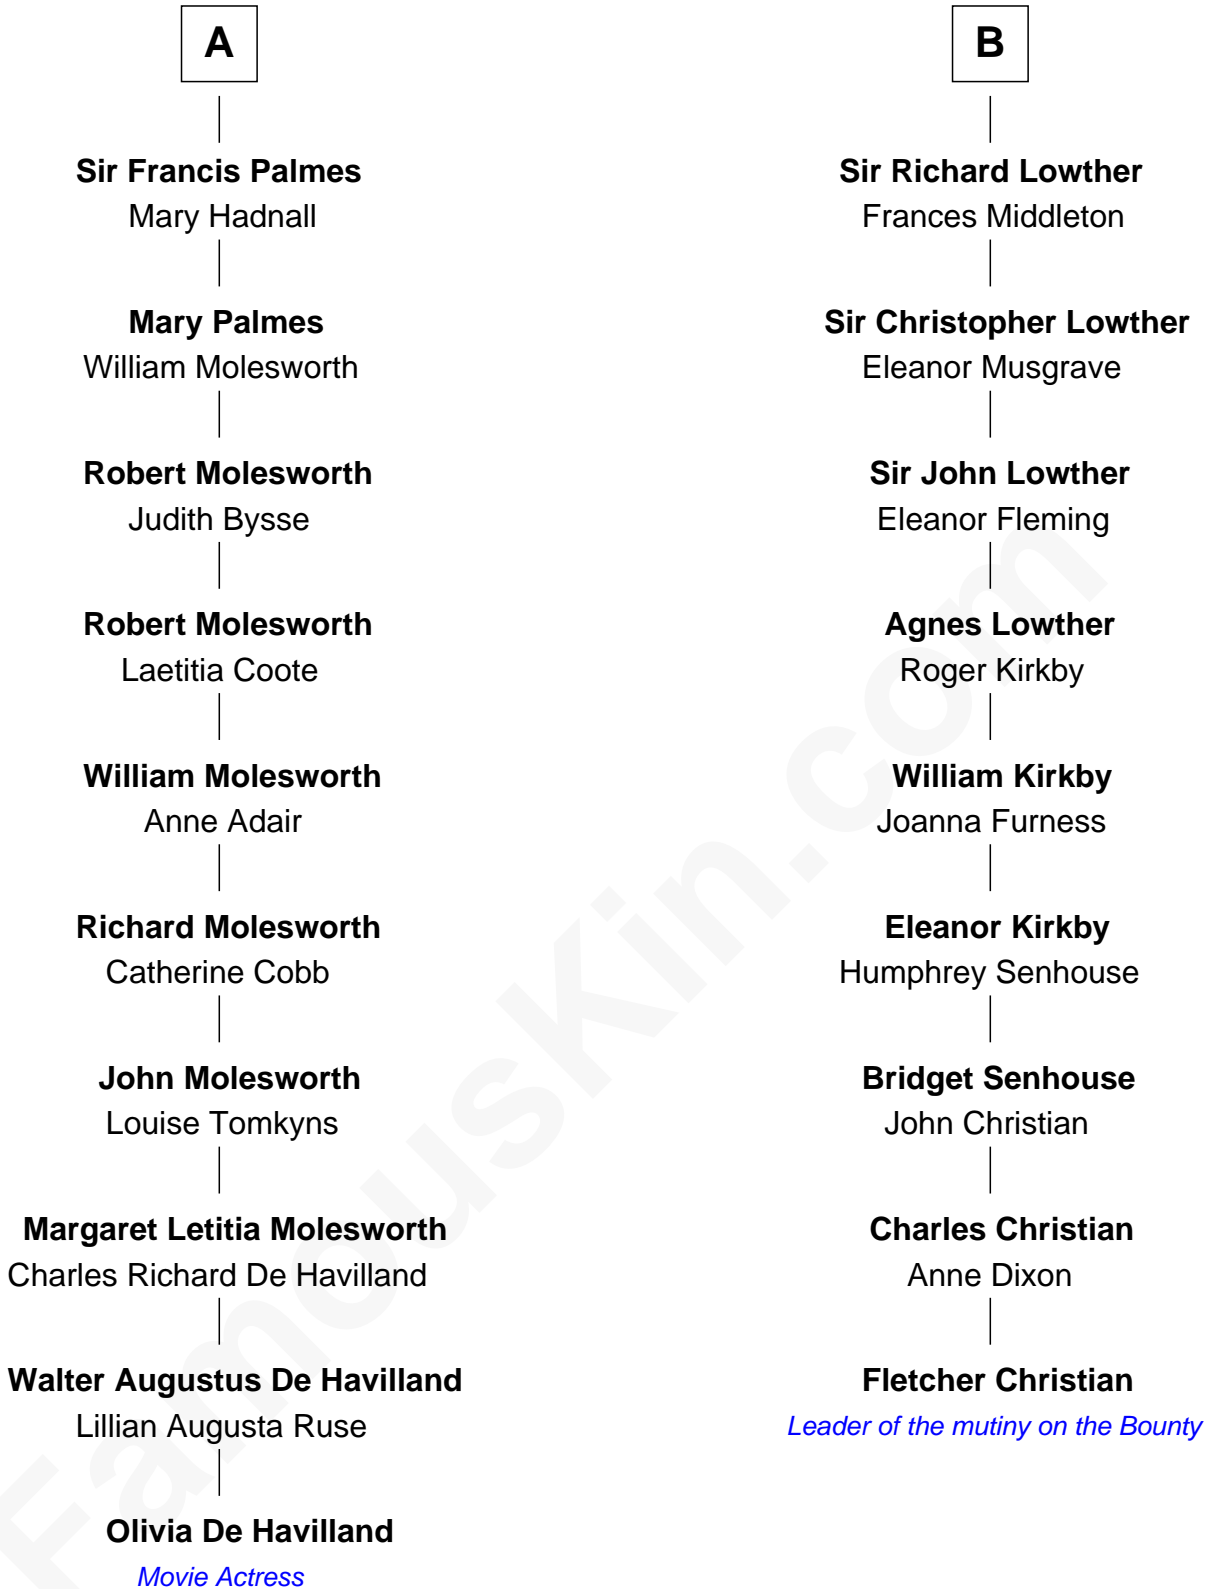 A
Sir Francis Palmes
Mary Hadnall
Mary Palmes
William Molesworth
Robert Molesworth
Judith Bysse
Robert Molesworth
Laetitia Coote
William Molesworth
Anne Adair
Richard Molesworth
Catherine Cobb
John Molesworth
Louise Tomkyns
Margaret Letitia Molesworth
Charles Richard De Havilland
Walter Augustus De Havilland
Lillian Augusta Ruse
Olivia De Havilland
Movie Actress
B
Sir Richard Lowther
Frances Middleton
Sir Christopher Lowther
Eleanor Musgrave
Sir John Lowther
Eleanor Fleming
Agnes Lowther
Roger Kirkby
William Kirkby
Joanna Furness
Eleanor Kirkby
Humphrey Senhouse
Bridget Senhouse
John Christian
Charles Christian
Anne Dixon
Fletcher Christian
Leader of the mutiny on the Bounty
FamousKin.com